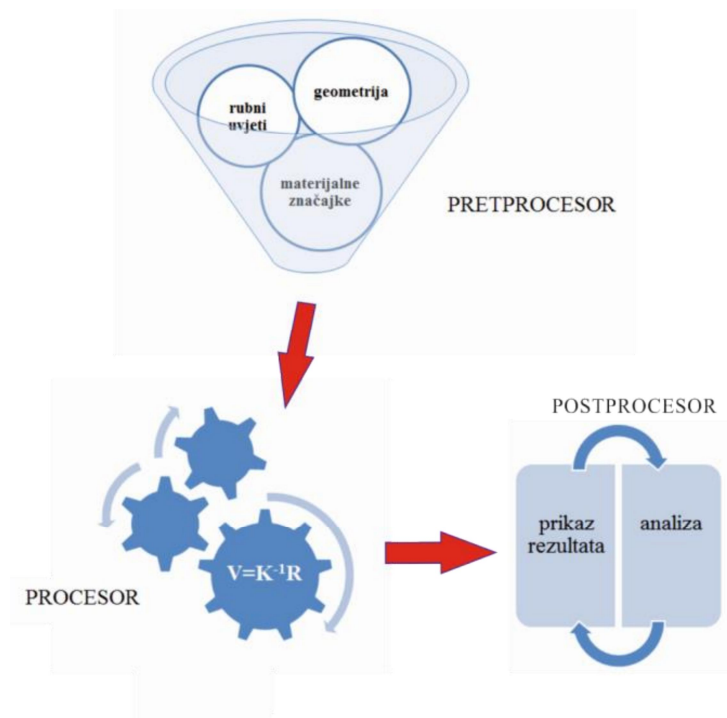 geometrija
rubni
uvjeti
materijalne
značajke
PRETPROCESOR
POSTPROCESOR
prikaz
rezultata
analiza
V=K⁻¹R
PROCESOR